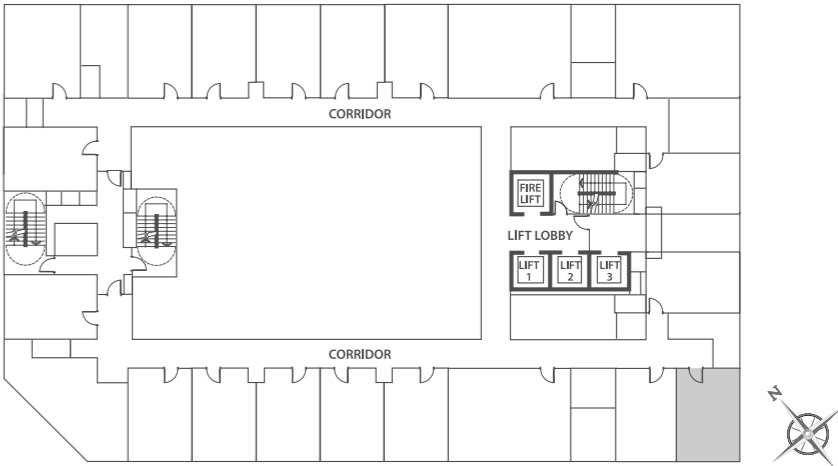 CORRIDOR
FIRE
LIFT
LIFT LOBBY
LIFT
1
LIFT
2
LIFT
3
CORRIDOR
N